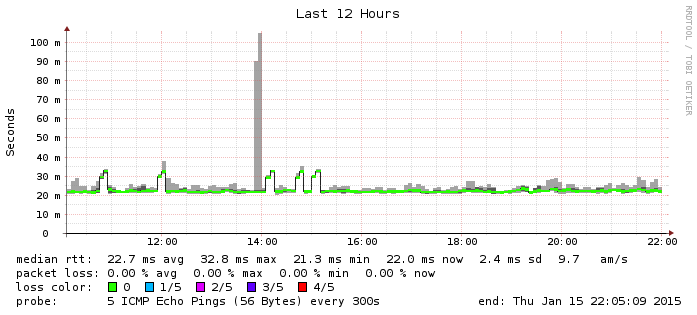 Last 12 Hours
RRDTOOL / TOBI OETIKER
Seconds
100 m
90 m
80 m
70 m
60 m
50 m
40 m
30 m
20 m
10 m
0
12:00 14:00 16:00 18:00 20:00 22:00
median rtt: 22.7 ms avg 32.8 ms max 21.3 ms min 22.0 ms now 2.4 ms sd 9.7 am/s
packet loss: 0.00 % avg 0.00 % max 0.00 % min 0.00 % now
loss color: 0 1/5 2/5 3/5 4/5
probe: 5 ICMP Echo Pings (56 Bytes) every 300s end: Thu Jan 15 22:05:09 2015